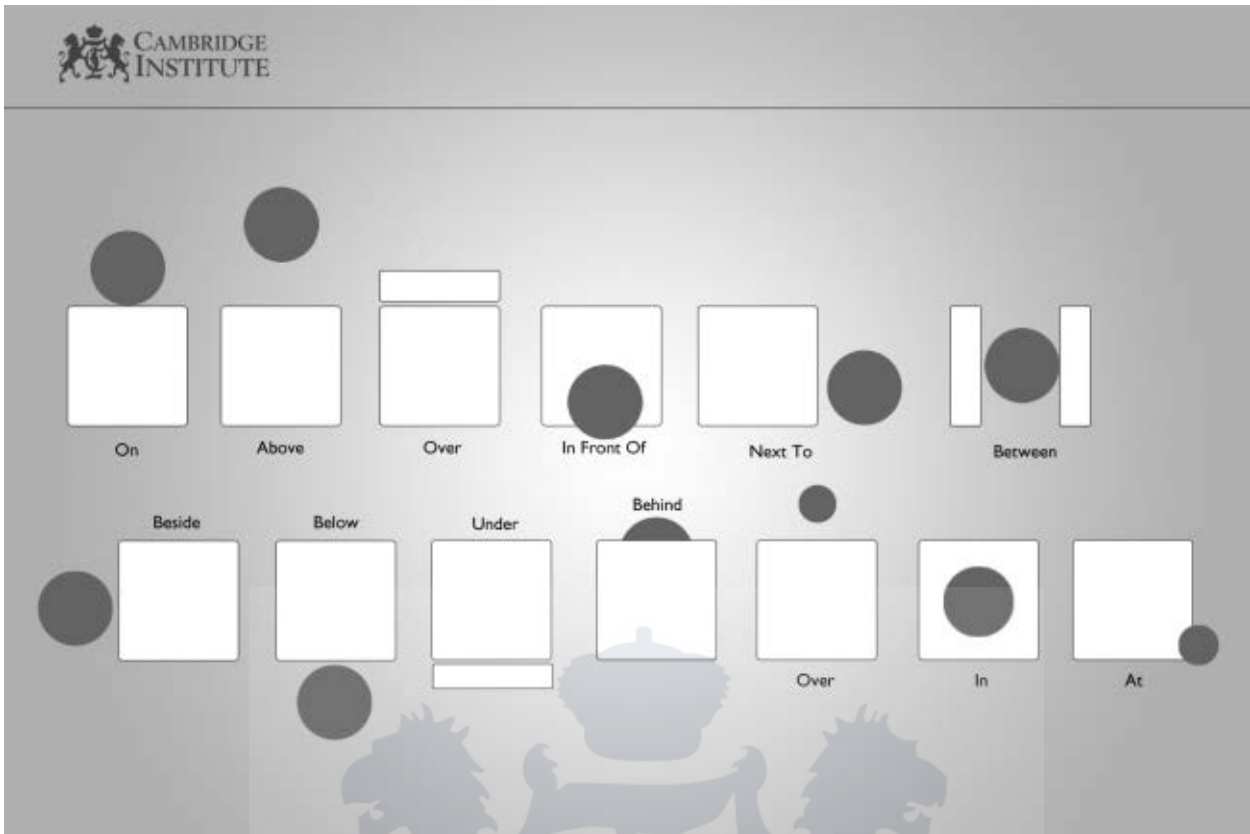 CAMBRIDGE
INSTITUTE
On Above Over In Front Of Next To Between
Beside Below Under Behind
Over In At